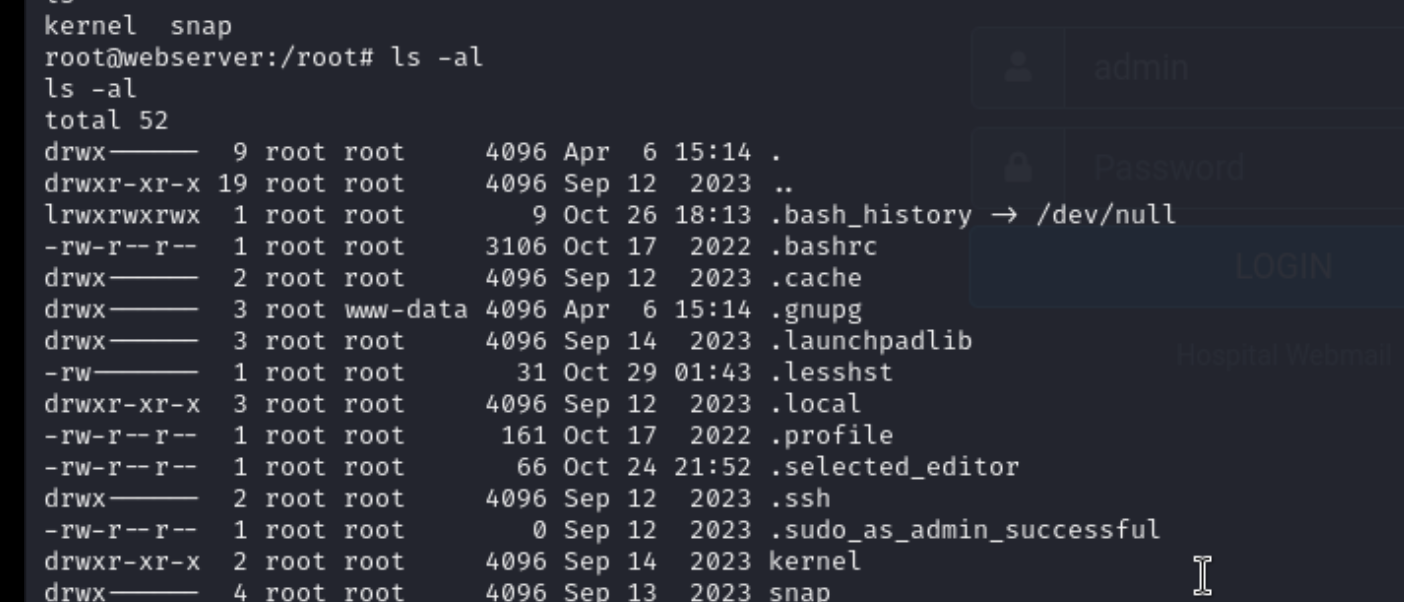 ls
kernel  snap
root@webserver:/root# ls -al
ls -al
total 52
drwx------  9 root root     4096 Apr  6 15:14 .
drwxr-xr-x 19 root root     4096 Sep 12  2023 ..
lrwxrwxrwx  1 root root        9 Oct 26 18:13 .bash_history -> /dev/null
-rw-r--r--  1 root root     3106 Oct 17  2022 .bashrc
drwx------  2 root root     4096 Sep 12  2023 .cache
drwx------  3 root www-data 4096 Apr  6 15:14 .gnupg
drwx------  3 root root     4096 Sep 14  2023 .launchpadlib
-rw-------  1 root root       31 Oct 29 01:43 .lesshst
drwxr-xr-x  3 root root     4096 Sep 12  2023 .local
-rw-r--r--  1 root root      161 Oct 17  2022 .profile
-rw-r--r--  1 root root       66 Oct 24 21:52 .selected_editor
drwx------  2 root root     4096 Sep 12  2023 .ssh
-rw-r--r--  1 root root        0 Sep 12  2023 .sudo_as_admin_successful
drwxr-xr-x  2 root root     4096 Sep 14  2023 kernel
drwx------  4 root root     4096 Sep 13  2023 snap
admin
Password
LOGIN
Hospital Webmail